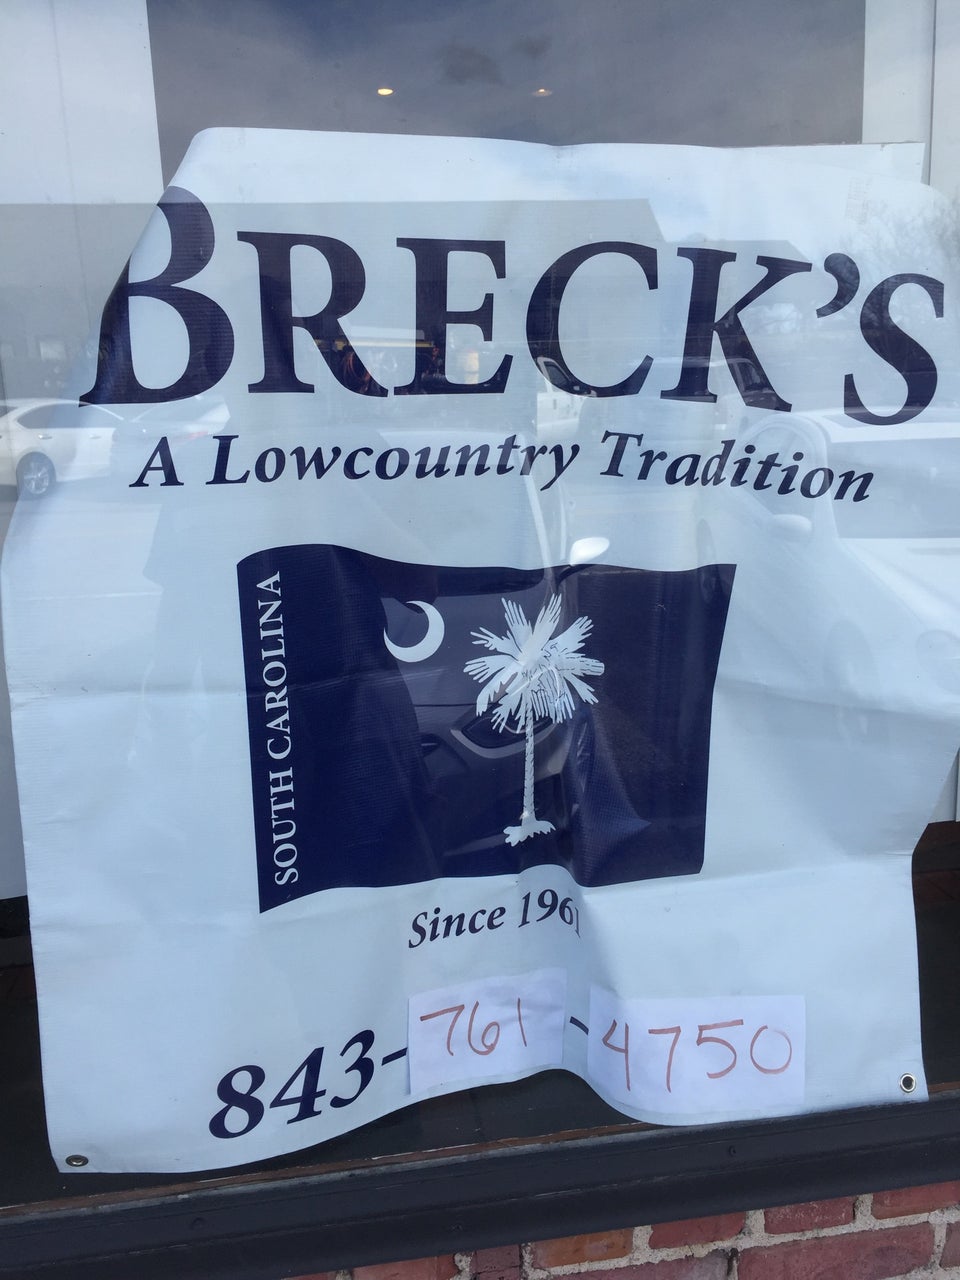 BRECK'S
A Lowcountry Tradition
SOUTH CAROLINA
Since 1961
843-761-4750